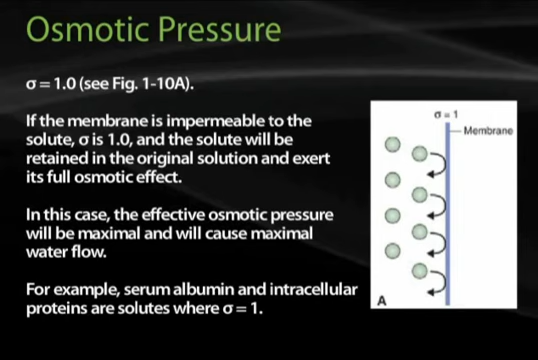 Osmotic Pressure
σ = 1.0 (see Fig. 1-10A).
If the membrane is impermeable to the
solute, σ is 1.0, and the solute will be
retained in the original solution and exert
its full osmotic effect.
In this case, the effective osmotic pressure
will be maximal and will cause maximal
water flow.
For example, serum albumin and intracellular
proteins are solutes where σ = 1.
σ = 1
Membrane
A